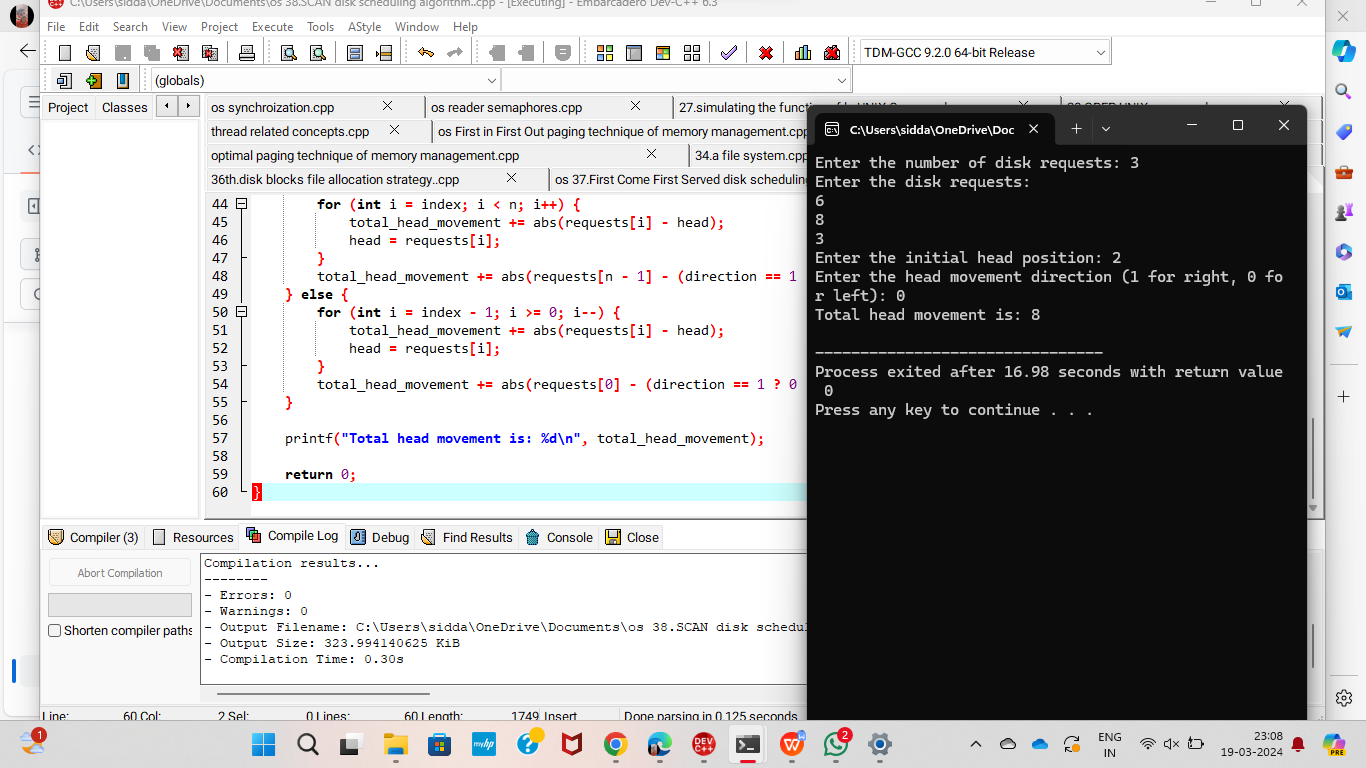 C:\Users\sidda\OneDrive\Documents\os 38.SCAN disk scheduling algorithm..cpp - [Executing] - Embarcadero Dev-C++ 6.3
File Edit Search View Project Execute Tools AStyle Window Help
TDM-GCC 9.2.0 64-bit Release
(globals)
Project Classes
os synchroization.cpp os reader semaphores.cpp
thread related concepts.cpp os First in First Out paging technique of memory management.cpp
optimal paging technique of memory management.cpp 34.a file system.cpp
36th.disk blocks file allocation strategy..cpp os 37.First Come First Served disk scheduling
44 for (int i = index; i < n; i++) {
45 total_head_movement += abs(requests[i] - head);
46 head = requests[i];
47 }
48 total_head_movement += abs(requests[n - 1] - (direction == 1
49 } else {
50 for (int i = index - 1; i >= 0; i--) {
51 total_head_movement += abs(requests[i] - head);
52 head = requests[i];
53 }
54 total_head_movement += abs(requests[0] - (direction == 1 ? 0
55 }
56
57 printf("Total head movement is: %d\n", total_head_movement);
58
59 return 0;
60 }
Compiler (3) Resources Compile Log Debug Find Results Console Close
Abort Compilation
Shorten compiler paths
Compilation results...
--------
- Errors: 0
- Warnings: 0
- Output Filename: C:\Users\sidda\OneDrive\Documents\os 38.SCAN disk schedul
- Output Size: 323.994140625 KiB
- Compilation Time: 0.30s
Line: 60 Col: 2 Sel: 0 Lines: 60 Length: 1749 Insert Done parsing in 0.125 seconds
C:\Users\sidda\OneDrive\Doc
Enter the number of disk requests: 3
Enter the disk requests:
6
8
3
Enter the initial head position: 2
Enter the head movement direction (1 for right, 0 fo
r left): 0
Total head movement is: 8
--------------------------------
Process exited after 16.98 seconds with return value
0
Press any key to continue . . .
1
myhp
DEV C++
2
ENG
IN
23:08
19-03-2024
PRE